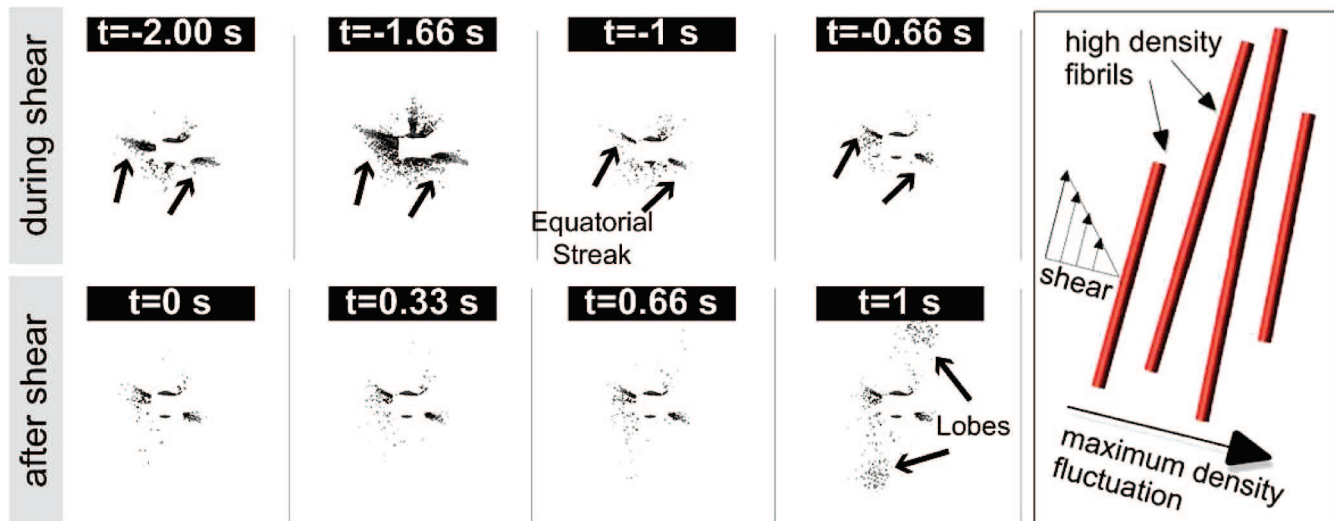 during shear
t=-2.00 s
t=-1.66 s
t=-1 s
t=-0.66 s
Equatorial
Streak
after shear
t=0 s
t=0.33 s
t=0.66 s
t=1 s
Lobes
high density
fibrils
shear
maximum density
fluctuation